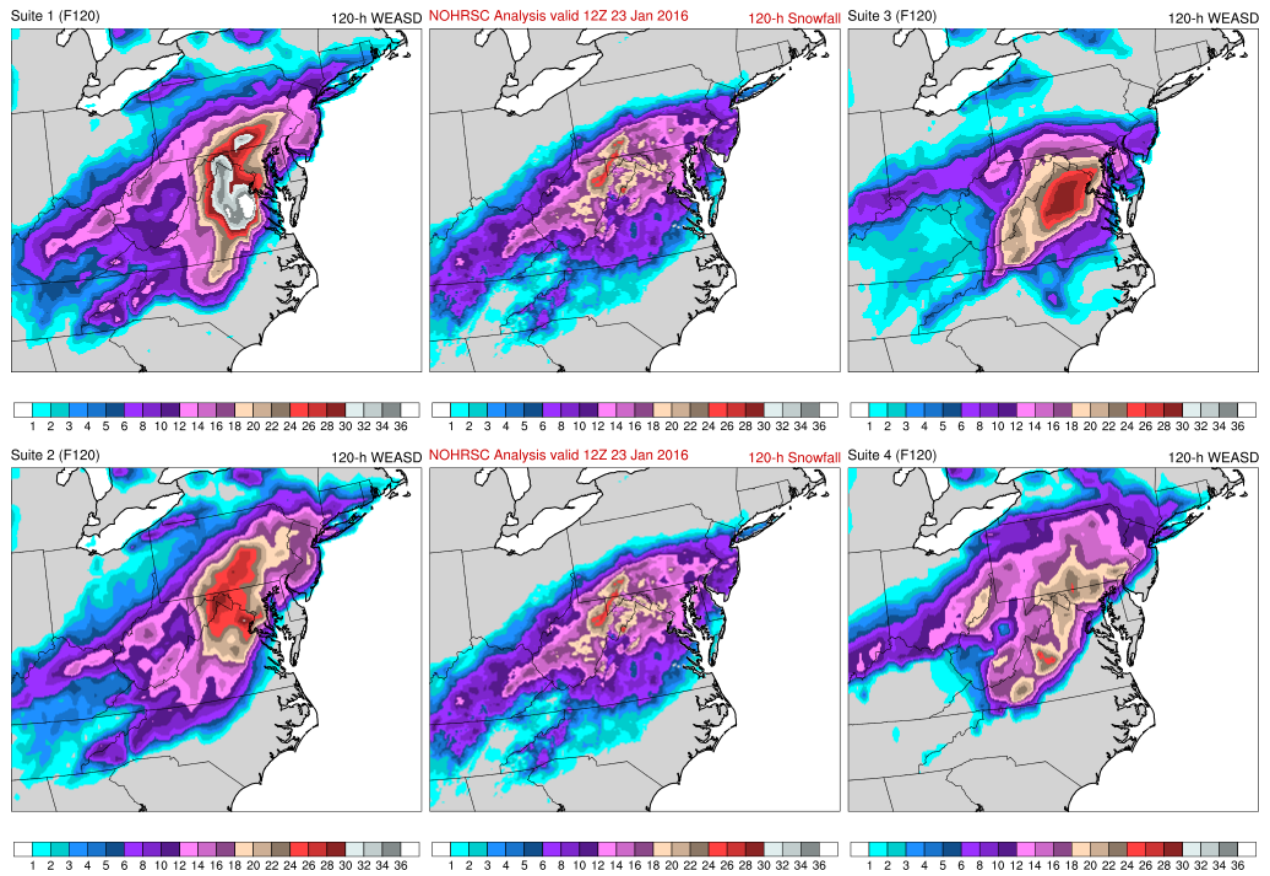 Suite 1 (F120) 120-h WEASD
NOHRSC Analysis valid 12Z 23 Jan 2016 120-h Snowfall
Suite 3 (F120) 120-h WEASD
1 2 3 4 5 6 8 10 12 14 16 18 20 22 24 26 28 30 32 34 36
1 2 3 4 5 6 8 10 12 14 16 18 20 22 24 26 28 30 32 34 36
1 2 3 4 5 6 8 10 12 14 16 18 20 22 24 26 28 30 32 34 36
Suite 2 (F120) 120-h WEASD
NOHRSC Analysis valid 12Z 23 Jan 2016 120-h Snowfall
Suite 4 (F120) 120-h WEASD
1 2 3 4 5 6 8 10 12 14 16 18 20 22 24 26 28 30 32 34 36
1 2 3 4 5 6 8 10 12 14 16 18 20 22 24 26 28 30 32 34 36
1 2 3 4 5 6 8 10 12 14 16 18 20 22 24 26 28 30 32 34 36